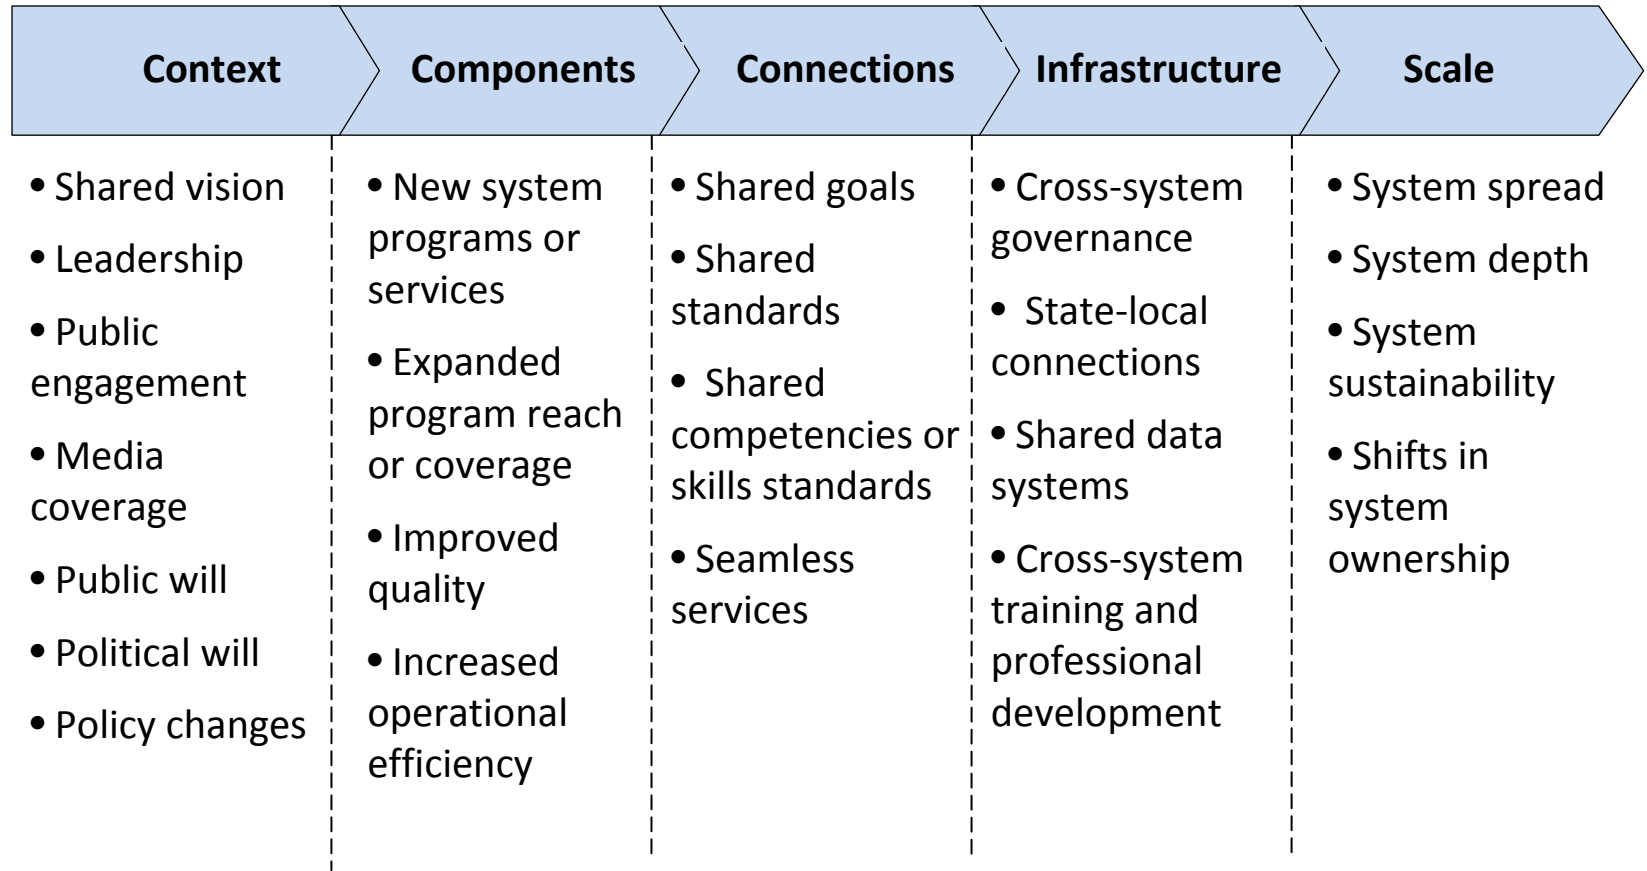 Context
Components
Connections
Infrastructure
Scale
• Shared vision
• Leadership
• Public
engagement
• Media
coverage
• Public will
• Political will
• Policy changes
• New system
programs or
services
• Expanded
program reach
or coverage
• Improved
quality
• Increased
operational
efficiency
• Shared goals
• Shared
standards
• Shared
competencies or
skills standards
• Seamless
services
• Cross-system
governance
• State-local
connections
• Shared data
systems
• Cross-system
training and
professional
development
• System spread
• System depth
• System
sustainability
• Shifts in
system
ownership